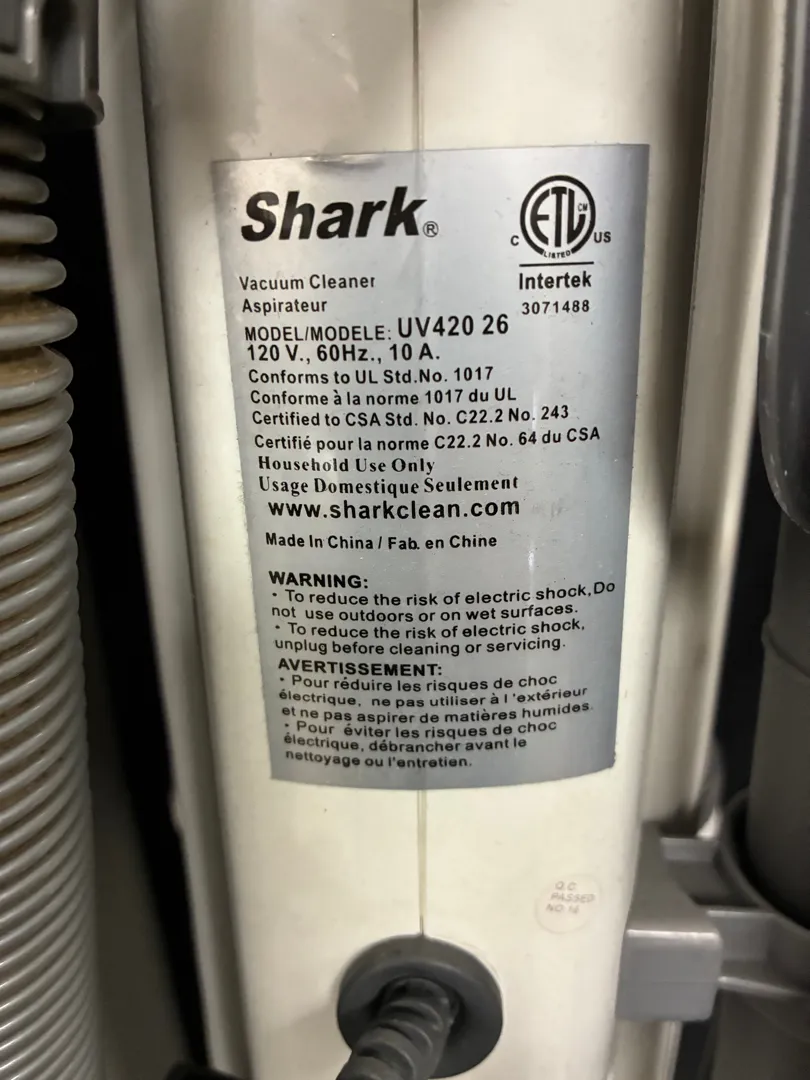 Shark®
C ETL CM US
LISTED
Intertek
3071488
Vacuum Cleaner
Aspirateur
MODEL/MODELE: UV420 26
120 V., 60Hz., 10 A.
Conforms to UL Std.No. 1017
Conforme à la norme 1017 du UL
Certified to CSA Std. No. C22.2 No. 243
Certifié pour la norme C22.2 No. 64 du CSA
Household Use Only
Usage Domestique Seulement
www.sharkclean.com
Made In China / Fab. en Chine
WARNING:
· To reduce the risk of electric shock,Do
not use outdoors or on wet surfaces.
· To reduce the risk of electric shock,
unplug before cleaning or servicing.
AVERTISSEMENT:
· Pour réduire les risques de choc
électrique, ne pas utiliser à l'extérieur
et ne pas aspirer de matières humides.
· Pour éviter les risques de choc
électrique, débrancher avant le
nettoyage ou l'entretien.
Q.C
PASSED
NO